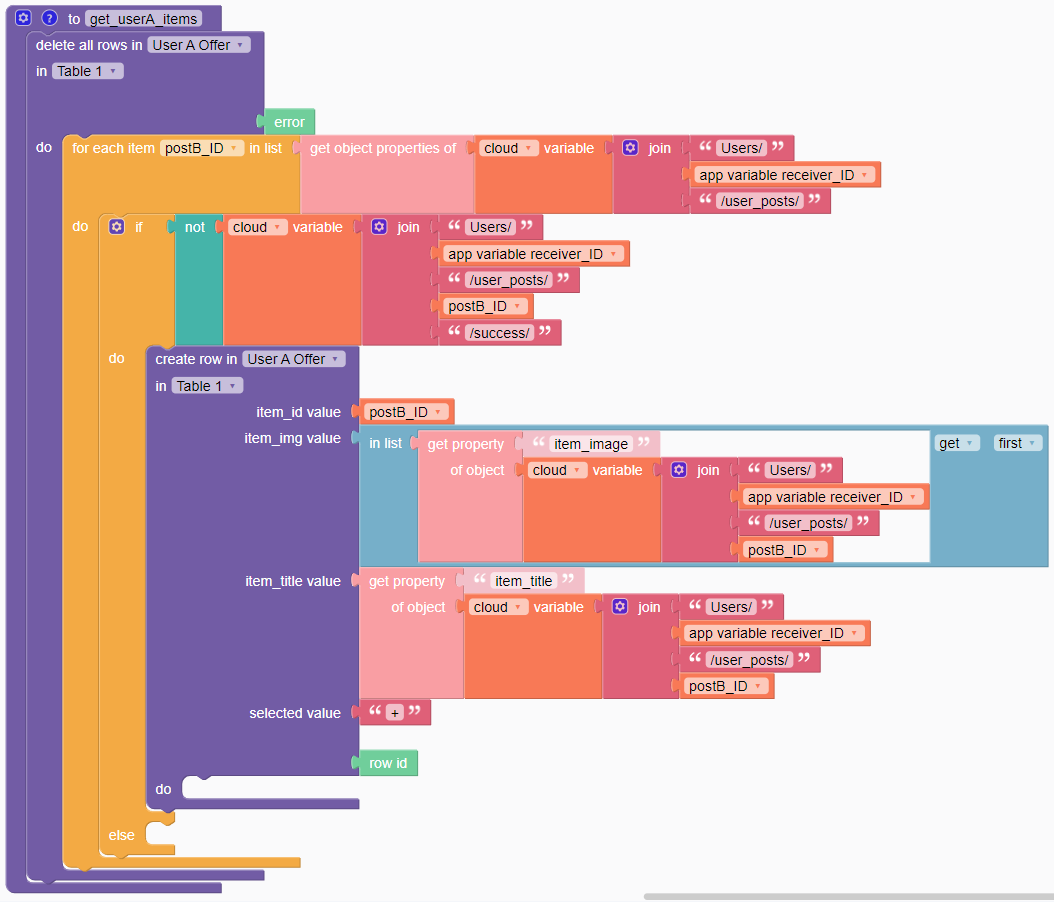 ? to get_userA_items
delete all rows in User A Offer
in Table 1
error
do for each item postB_ID in list get object properties of cloud variable join “ Users/ ”
app variable receiver_ID
“ /user_posts/ ”
do if not cloud variable join “ Users/ ”
app variable receiver_ID
“ /user_posts/ ”
postB_ID
“ /success/ ”
do create row in User A Offer
in Table 1
item_id value postB_ID
item_img value in list get property “ item_image ” get first
of object cloud variable join “ Users/ ”
app variable receiver_ID
“ /user_posts/ ”
postB_ID
item_title value get property “ item_title ”
of object cloud variable join “ Users/ ”
app variable receiver_ID
“ /user_posts/ ”
postB_ID
selected value “ + ”
row id
do
else